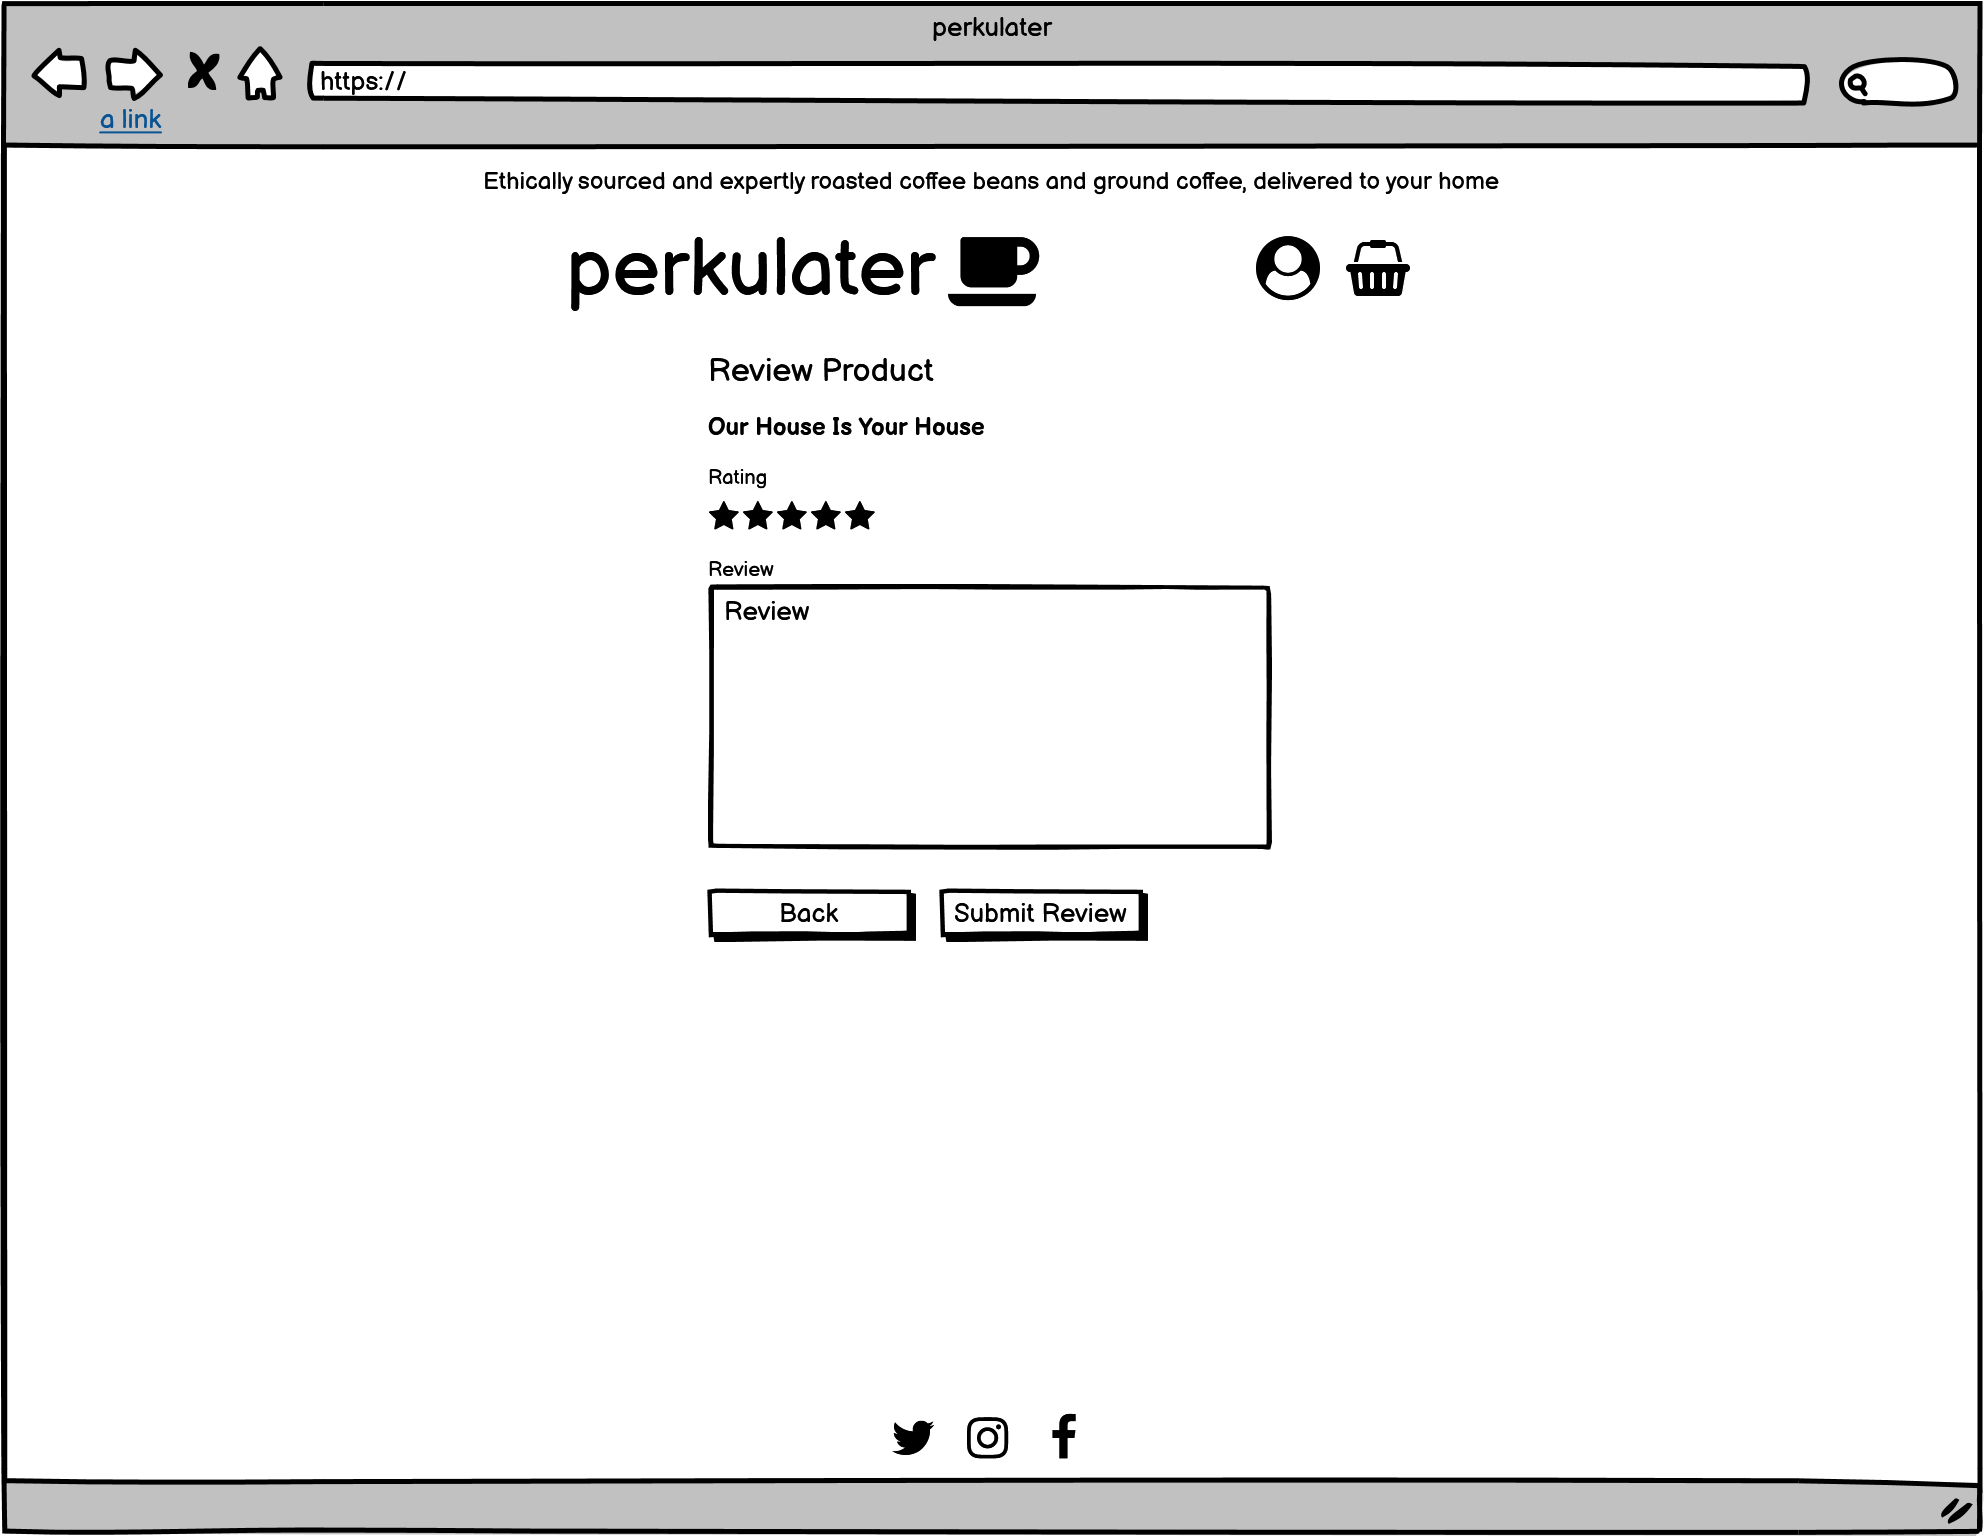 perkulater
https://
a link
Ethically sourced and expertly roasted coffee beans and ground coffee, delivered to your home
perkulater
Review Product
Our House Is Your House
Rating
Review
Review
Back
Submit Review